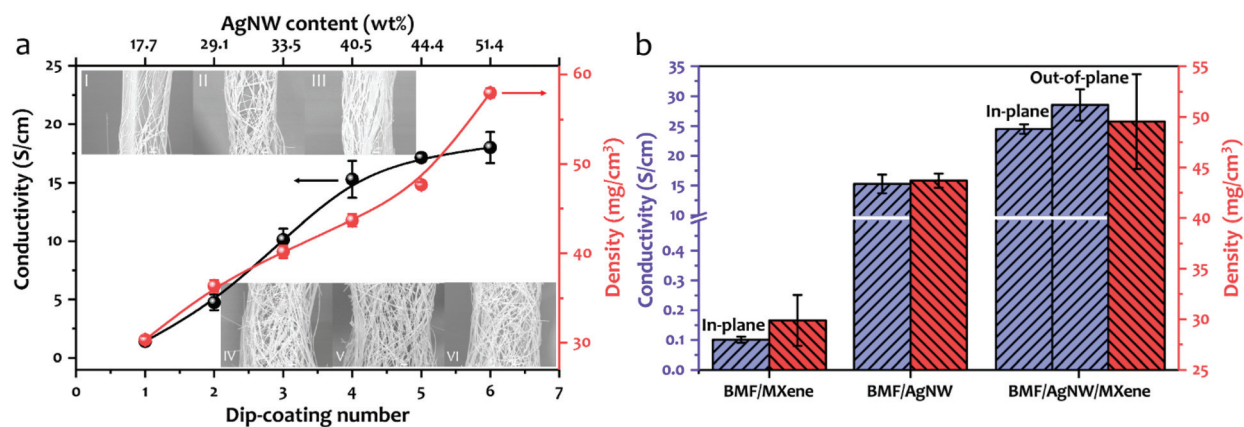 a
AgNW content (wt%)
17.7 29.1 33.5 40.5 44.4 51.4
25
20
15
10
5
0
Conductivity (S/cm)
I II III
IV V VI
60
50
40
30
Density (mg/cm³)
0 1 2 3 4 5 6 7
Dip-coating number
b
35
30
25
20
15
10
0.4
0.3
0.2
0.1
0.0
Conductivity (S/cm)
In-plane
In-plane
Out-of-plane
55
50
45
40
35
30
25
Density (mg/cm³)
BMF/MXene BMF/AgNW BMF/AgNW/MXene